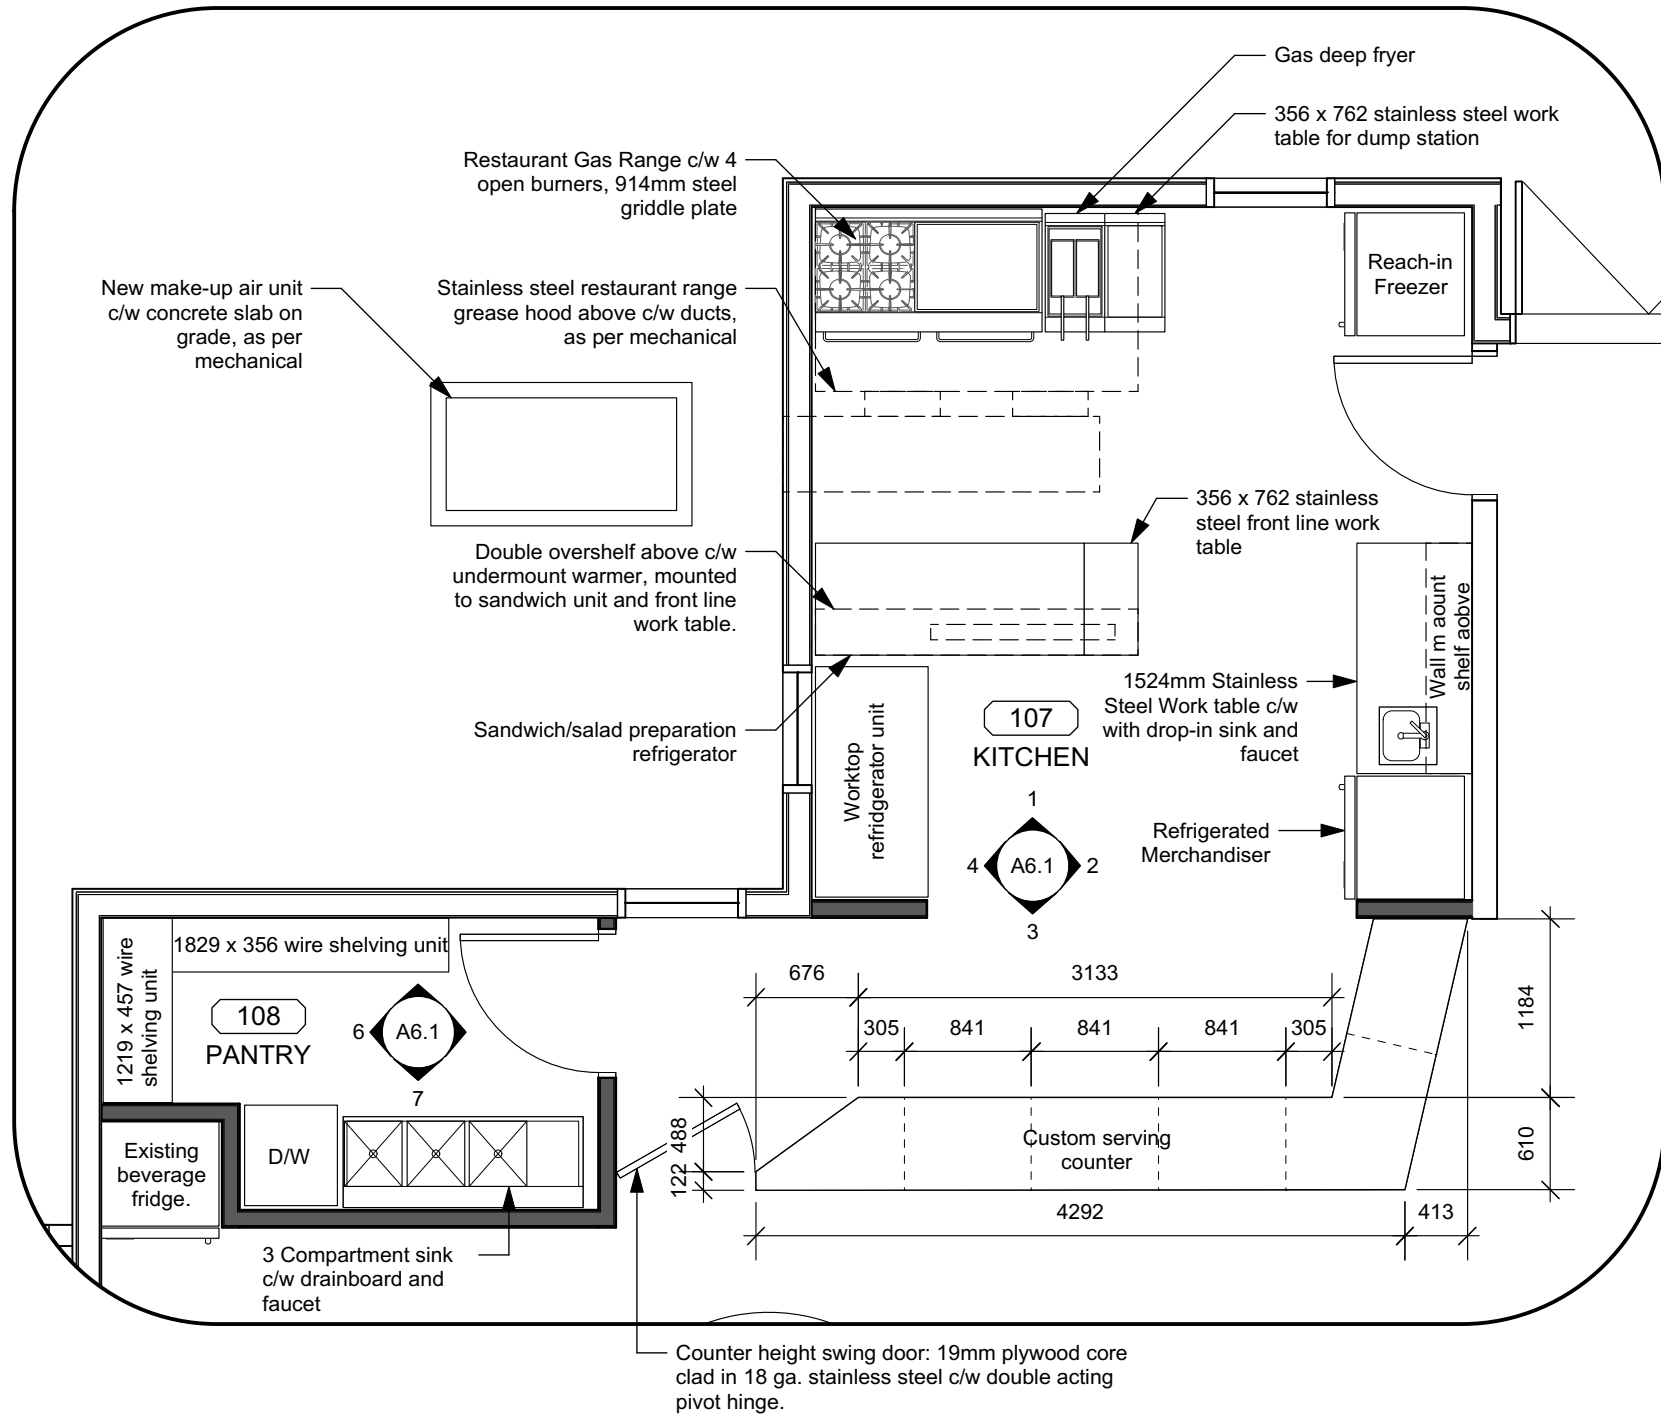 Gas deep fryer
356 x 762 stainless steel work
table for dump station
Restaurant Gas Range c/w 4
open burners, 914mm steel
griddle plate
Reach-in
Freezer
New make-up air unit
c/w concrete slab on
grade, as per
mechanical
Stainless steel restaurant range
grease hood above c/w ducts,
as per mechanical
356 x 762 stainless
steel front line work
table
Double overshelf above c/w
undermount warmer, mounted
to sandwich unit and front line
work table.
Wall m aount
shelf aobve
1524mm Stainless
Steel Work table c/w
with drop-in sink and
faucet
Sandwich/salad preparation
refrigerator
Worktop
refridgerator unit
107
KITCHEN
1
4
A6.1
2
3
Refrigerated
Merchandiser
1829 x 356 wire shelving unit
1219 x 457 wire
shelving unit
108
PANTRY
6
A6.1
7
676
3133
305
841
841
841
305
1184
488
122
610
Custom serving
counter
4292
413
Existing
beverage
fridge.
D/W
3 Compartment sink
c/w drainboard and
faucet
Counter height swing door: 19mm plywood core
clad in 18 ga. stainless steel c/w double acting
pivot hinge.